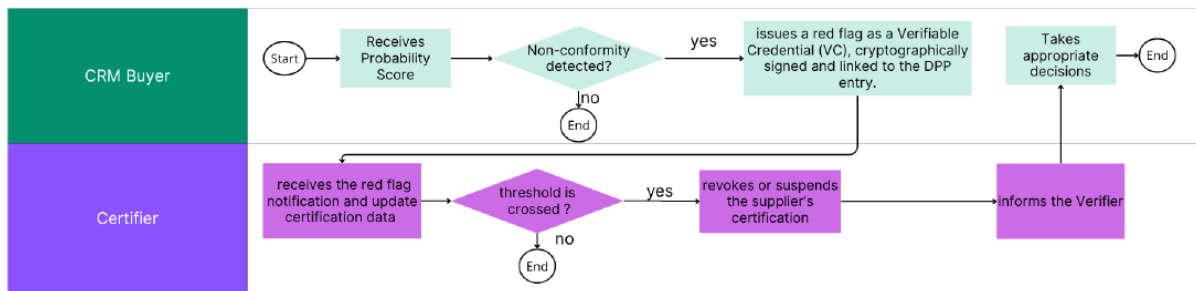 CRM Buyer
Start
Receives
Probability
Score
Non-conformity
detected?
yes
no
End
issues a red flag as a Verifiable
Credential (VC), cryptographically
signed and linked to the DPP
entry.
Takes
appropriate
decisions
End
Certifier
receives the red flag
notification and update
certification data
threshold is
crossed ?
yes
no
End
revokes or suspends
the supplier's
certification
informs the Verifier